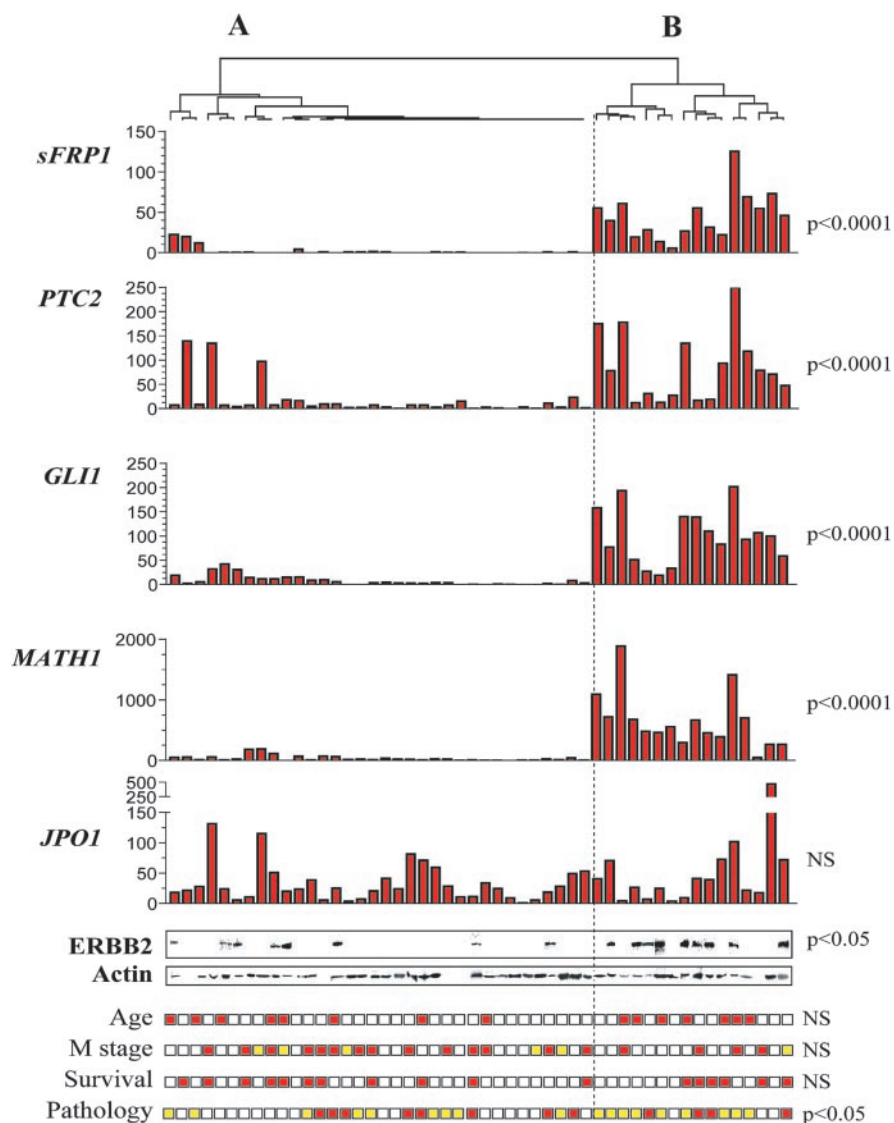 A B
150
sFRP1
100
50
0
p<0.0001
250
PTC2
200
150
100
50
0
p<0.0001
250
GLI1
200
150
100
50
0
p<0.0001
2000
MATH1
1000
0
p<0.0001
500
250
150
JPO1
100
50
0
NS
ERBB2 p<0.05
Actin
Age NS
M stage NS
Survival NS
Pathology p<0.05